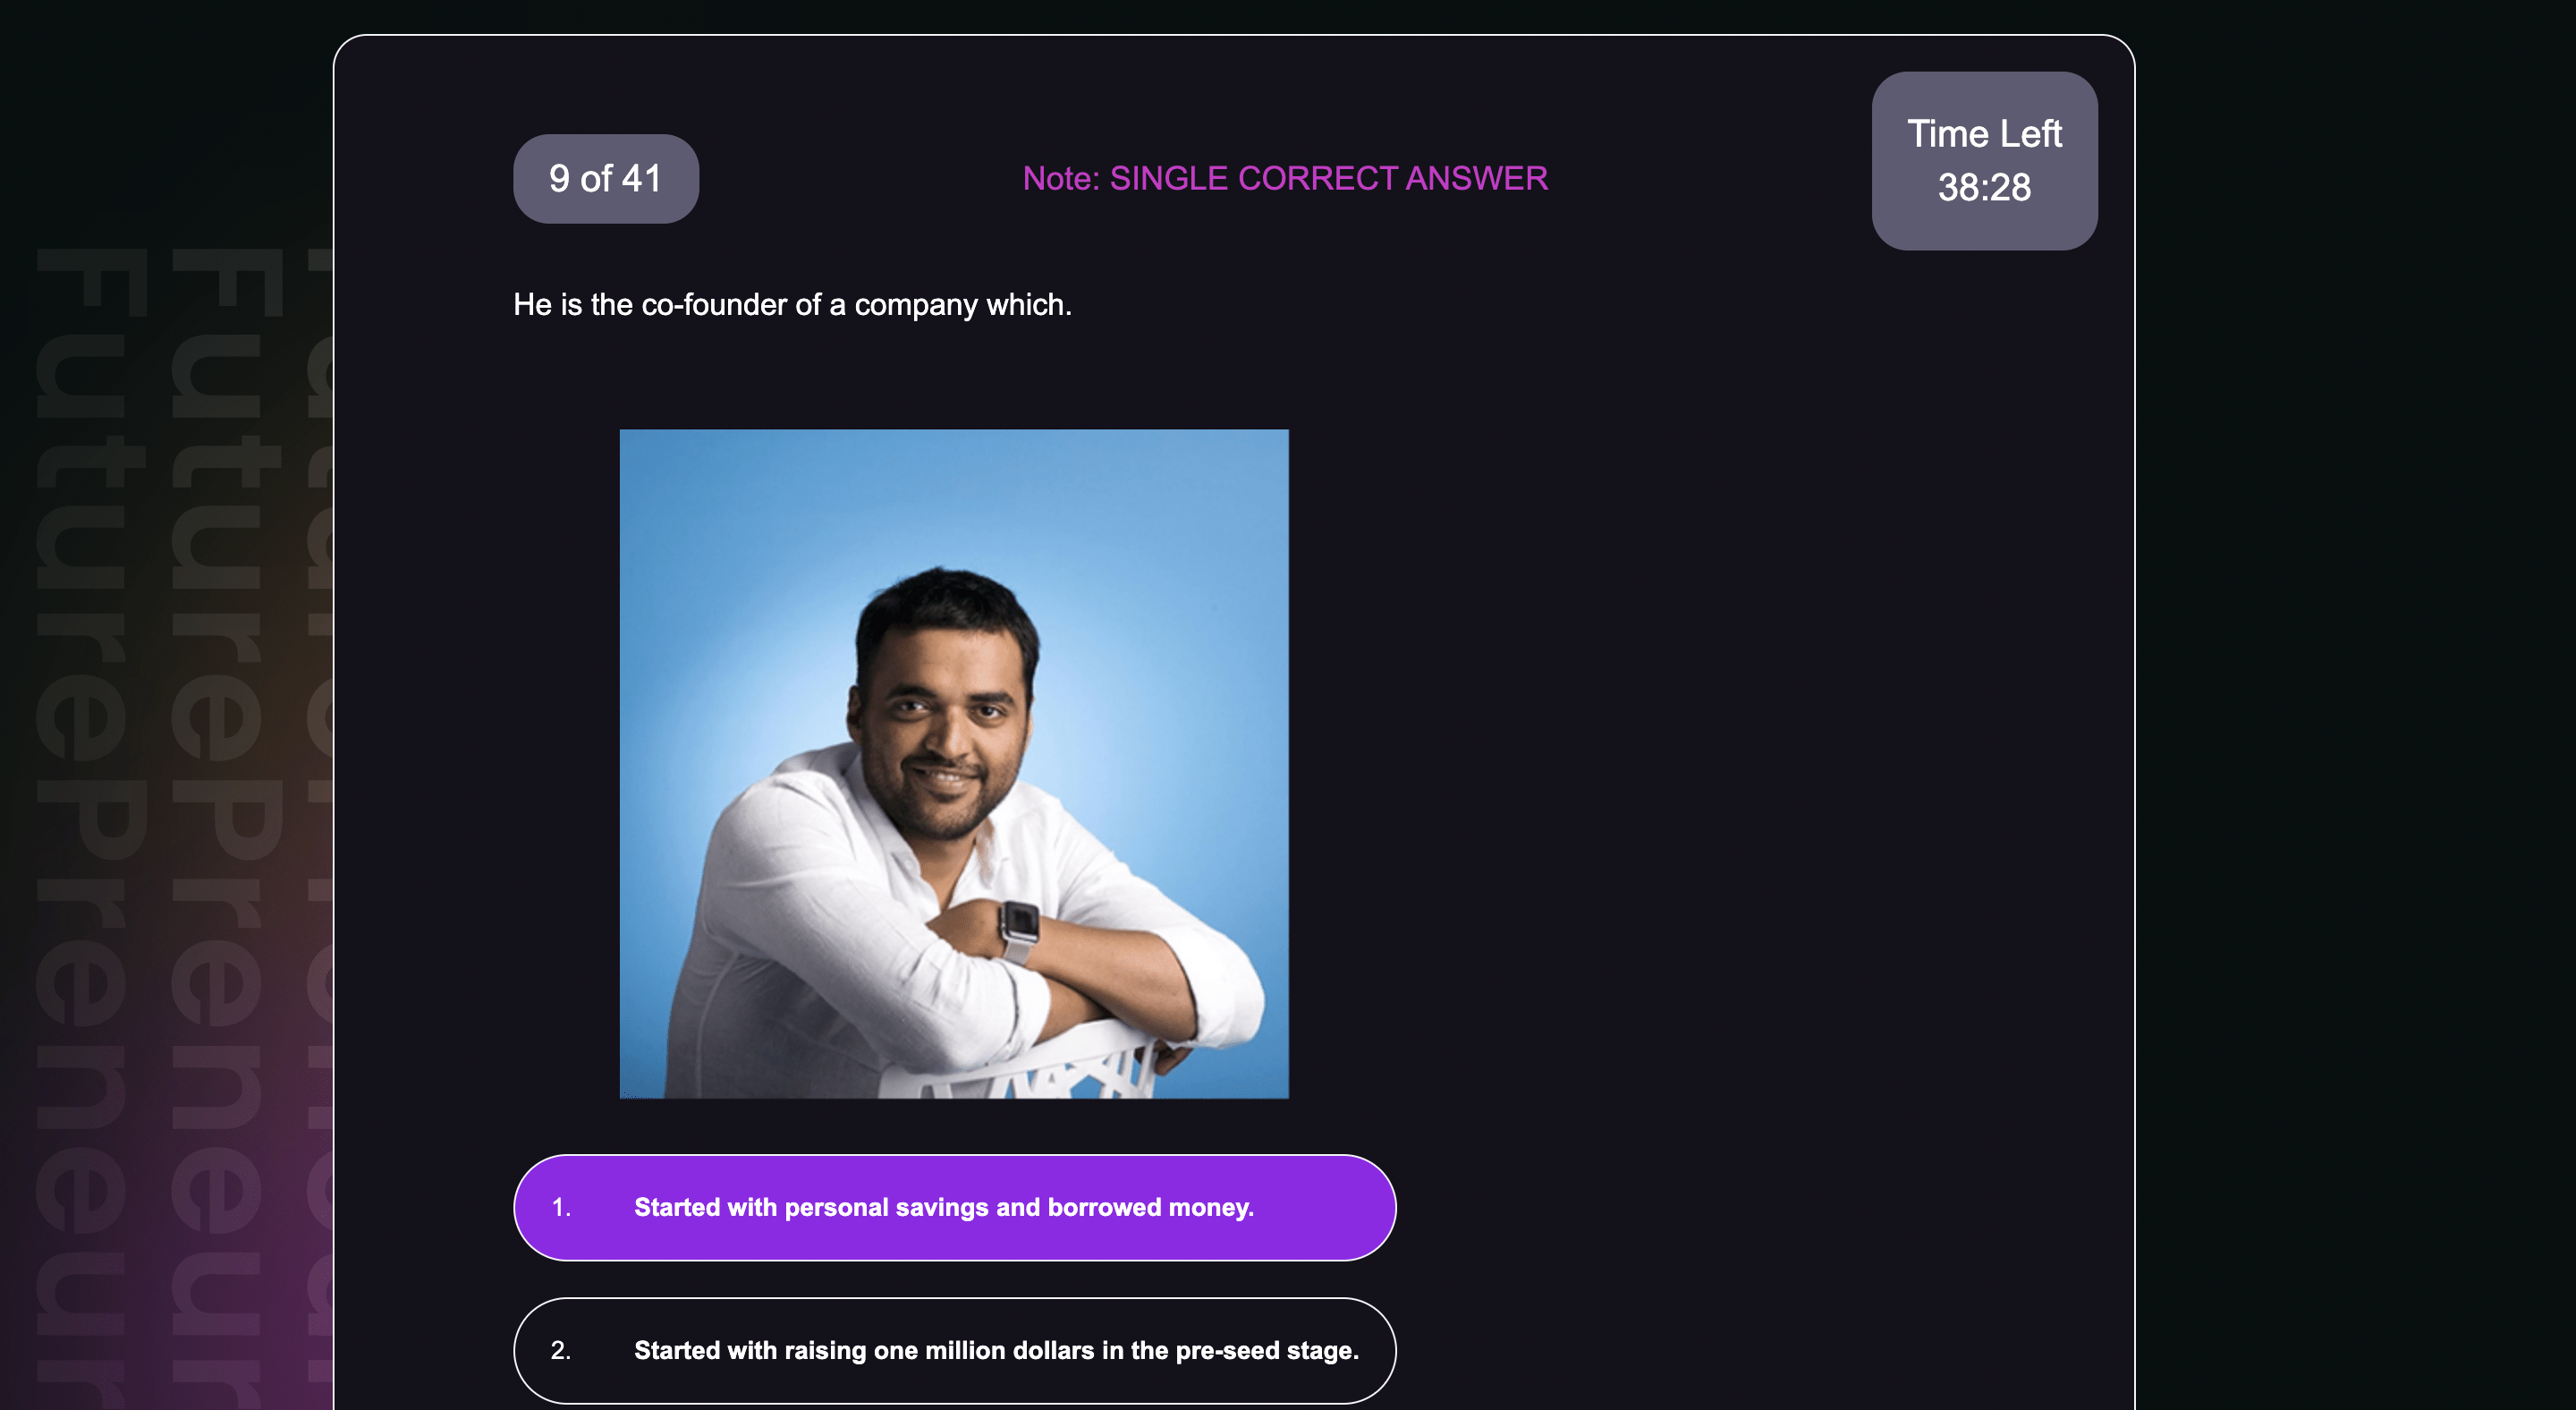 9 of 41
Note: SINGLE CORRECT ANSWER
Time Left
38:28
He is the co-founder of a company which.
1. Started with personal savings and borrowed money.
2. Started with raising one million dollars in the pre-seed stage.
FuturePreneur
FuturePreneur